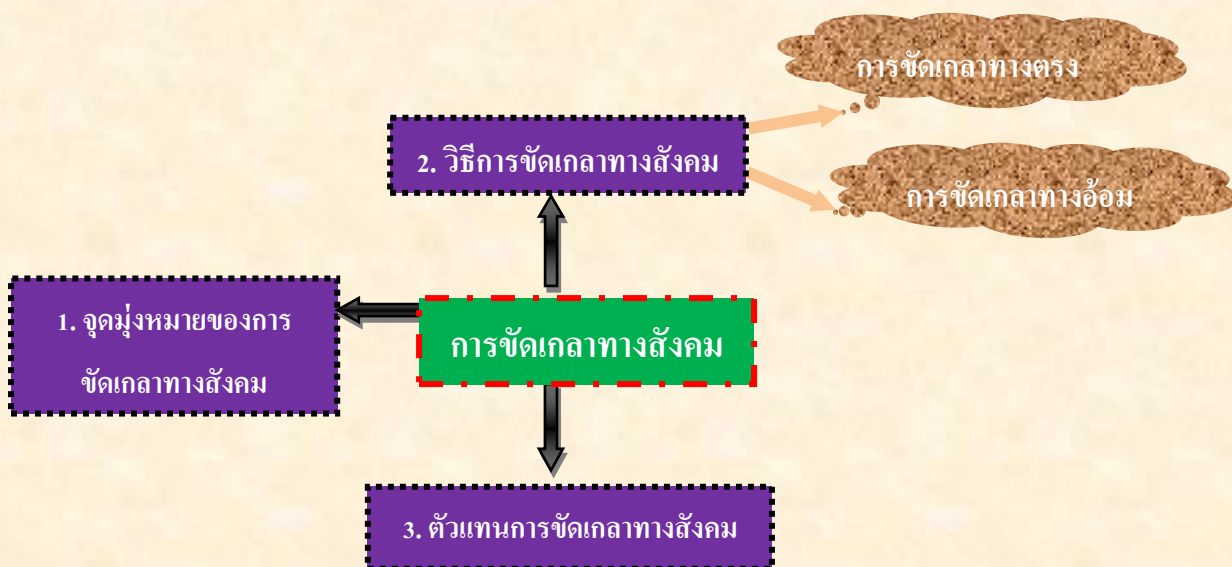 การขัดเกลาทางตรง
2. วิธีการขัดเกลาทางสังคม
การขัดเกลาทางอ้อม
1. จุดมุ่งหมายของการ
ขัดเกลาทางสังคม
การขัดเกลาทางสังคม
3. ตัวแทนการขัดเกลาทางสังคม